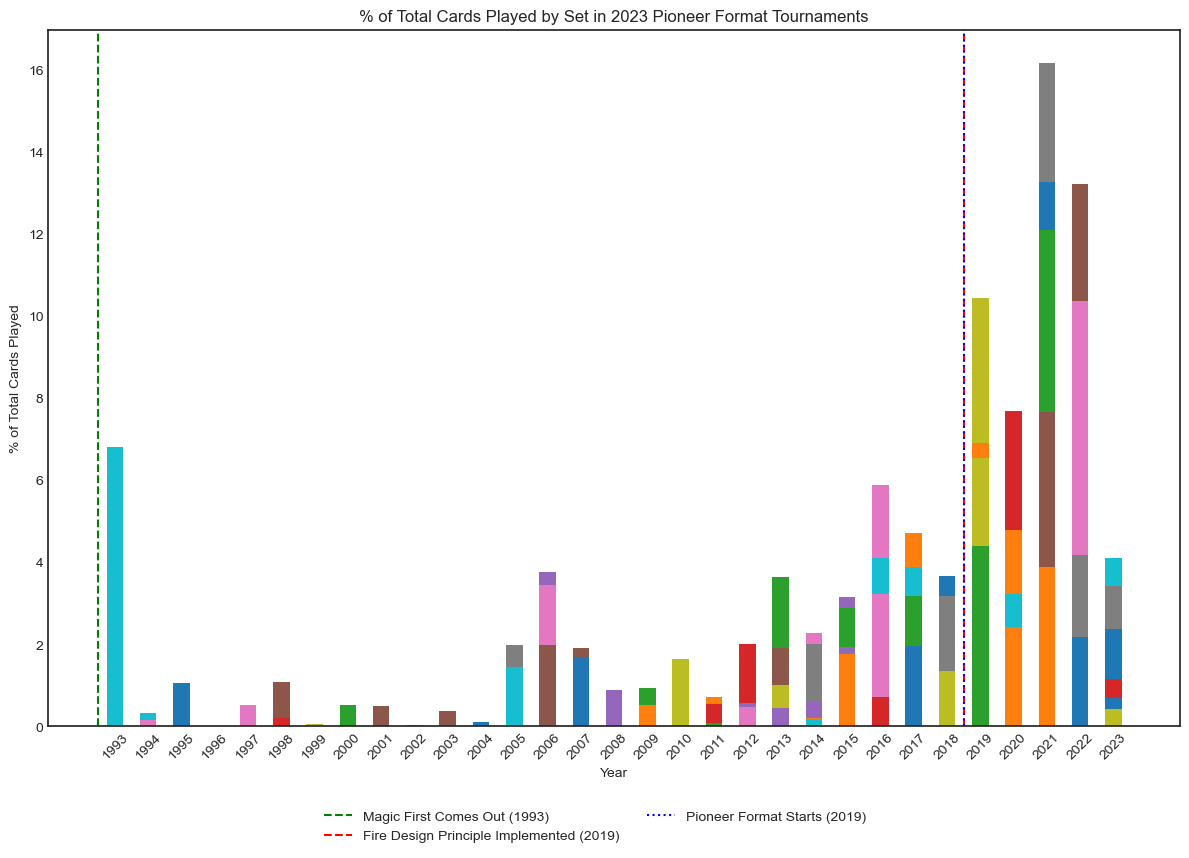 % of Total Cards Played by Set in 2023 Pioneer Format Tournaments
% of Total Cards Played
16
14
12
10
8
6
4
2
0
1993 1994 1995 1996 1997 1998 1999 2000 2001 2002 2003 2004 2005 2006 2007 2008 2009 2010 2011 2012 2013 2014 2015 2016 2017 2018 2019 2020 2021 2022 2023
Year
Magic First Comes Out (1993)
Fire Design Principle Implemented (2019)
Pioneer Format Starts (2019)